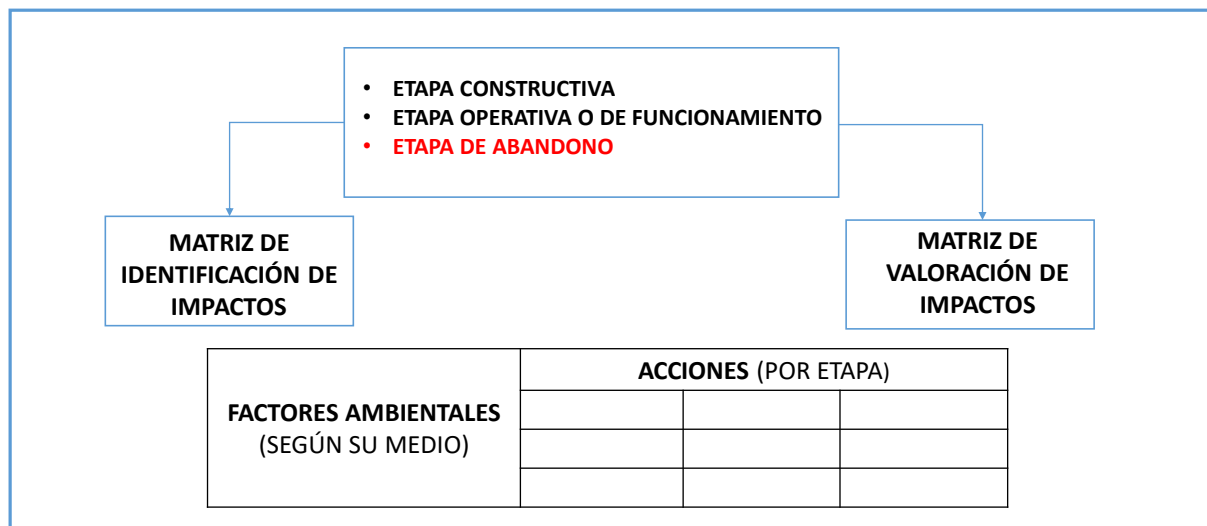 • ETAPA CONSTRUCTIVA
• ETAPA OPERATIVA O DE FUNCIONAMIENTO
• ETAPA DE ABANDONO
MATRIZ DE
IDENTIFICACIÓN DE
IMPACTOS
MATRIZ DE
VALORACIÓN DE
IMPACTOS
FACTORES AMBIENTALES
(SEGÚN SU MEDIO)
ACCIONES (POR ETAPA)